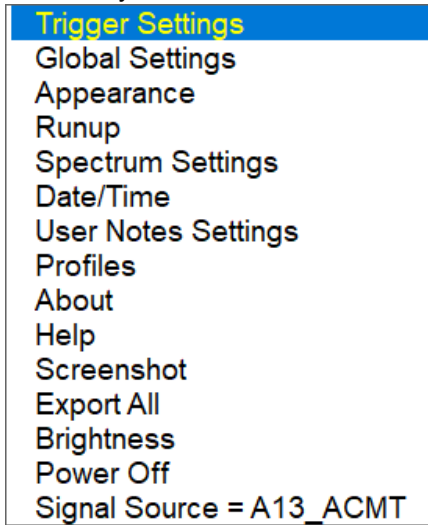 Trigger Settings
Global Settings
Appearance
Runup
Spectrum Settings
Date/Time
User Notes Settings
Profiles
About
Help
Screenshot
Export All
Brightness
Power Off
Signal Source = A13_ACMT